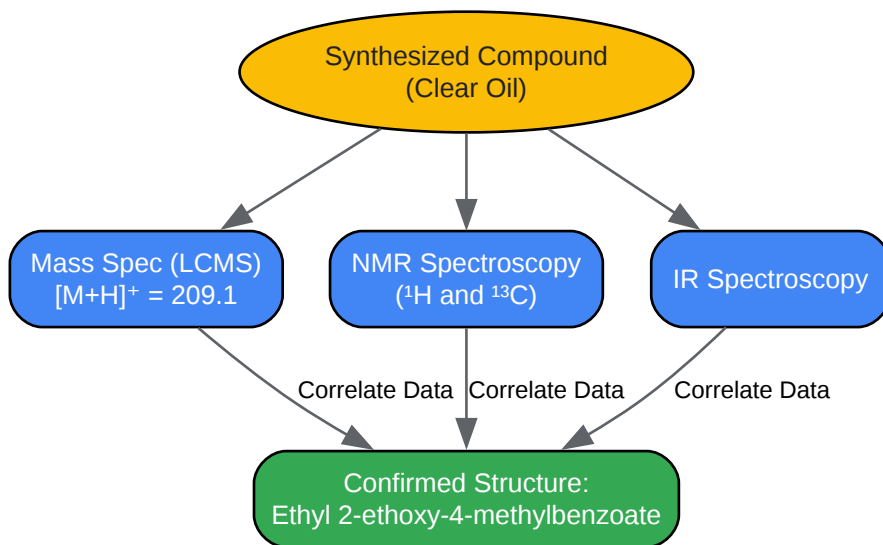 Synthesized Compound
(Clear Oil)
Mass Spec (LCMS)
[M+H]⁺ = 209.1
NMR Spectroscopy
(¹H and ¹³C)
IR Spectroscopy
Correlate Data
Correlate Data
Correlate Data
Confirmed Structure:
Ethyl 2-ethoxy-4-methylbenzoate